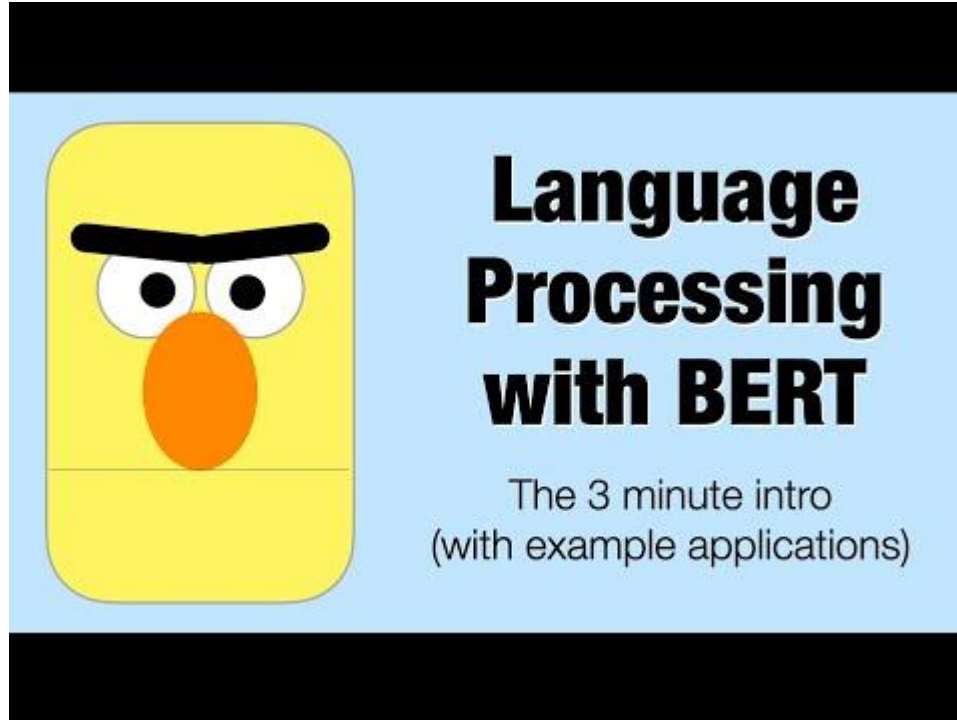 Language
Processing
with BERT
The 3 minute intro
(with example applications)